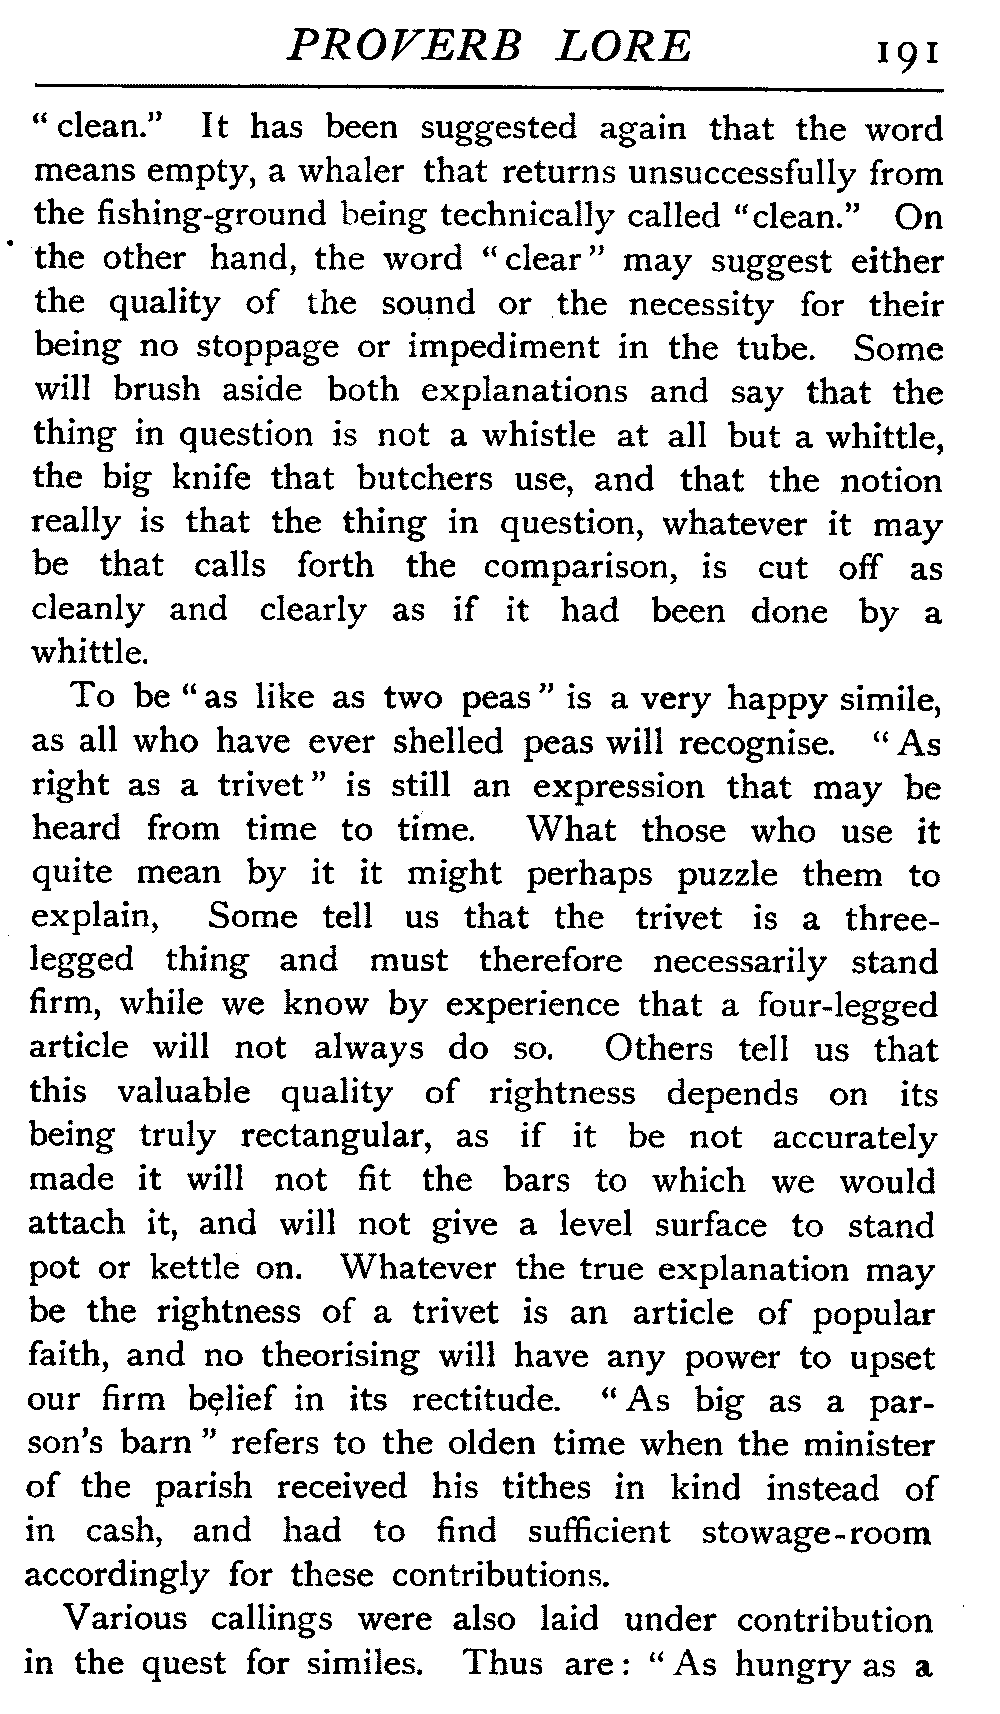 PROVERB LORE 191
“ clean.” It has been suggested again that the word
means empty, a whaler that returns unsuccessfully from
the fishing-ground being technically called “clean.” On
the other hand, the word “clear” may suggest either
the quality of the sound or the necessity for their
being no stoppage or impediment in the tube. Some
will brush aside both explanations and say that the
thing in question is not a whistle at all but a whittle,
the big knife that butchers use, and that the notion
really is that the thing in question, whatever it may
be that calls forth the comparison, is cut off as
cleanly and clearly as if it had been done by a
whittle.
To be “as like as two peas” is a very happy simile,
as all who have ever shelled peas will recognise. “As
right as a trivet” is still an expression that may be
heard from time to time. What those who use it
quite mean by it it might perhaps puzzle them to
explain, Some tell us that the trivet is a three-
legged thing and must therefore necessarily stand
firm, while we know by experience that a four-legged
article will not always do so. Others tell us that
this valuable quality of rightness depends on its
being truly rectangular, as if it be not accurately
made it will not fit the bars to which we would
attach it, and will not give a level surface to stand
pot or kettle on. Whatever the true explanation may
be the rightness of a trivet is an article of popular
faith, and no theorising will have any power to upset
our firm belief in its rectitude. “As big as a par-
son's barn” refers to the olden time when the minister
of the parish received his tithes in kind instead of
in cash, and had to find sufficient stowage-room
accordingly for these contributions.
Various callings were also laid under contribution
in the quest for similes. Thus are: “As hungry as a